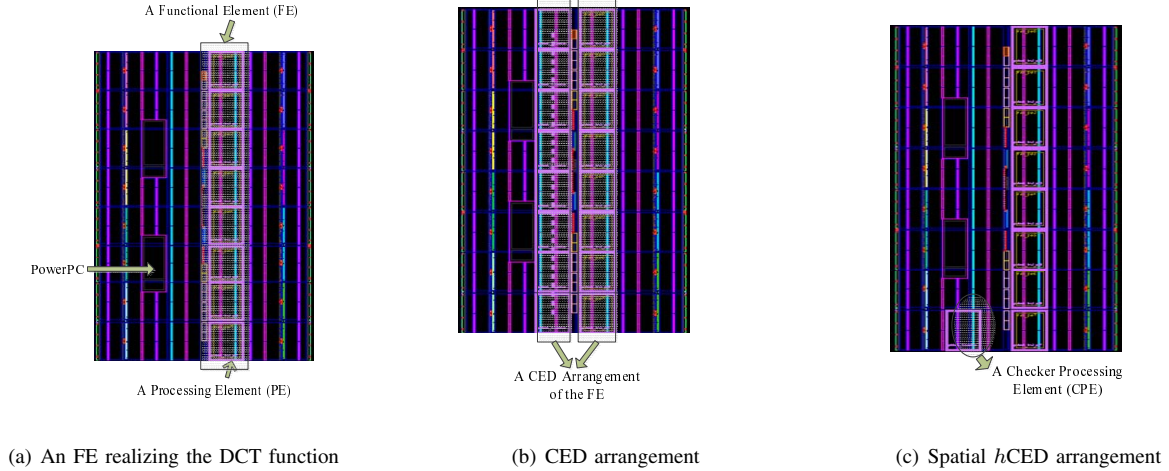 A Functional Element (FE)
PowerPC
A Processing Element (PE)
A CED Arrangement
of the FE
A Checker Processing
Element (CPE)
(a) An FE realizing the DCT function
(b) CED arrangement
(c) Spatial hCED arrangement